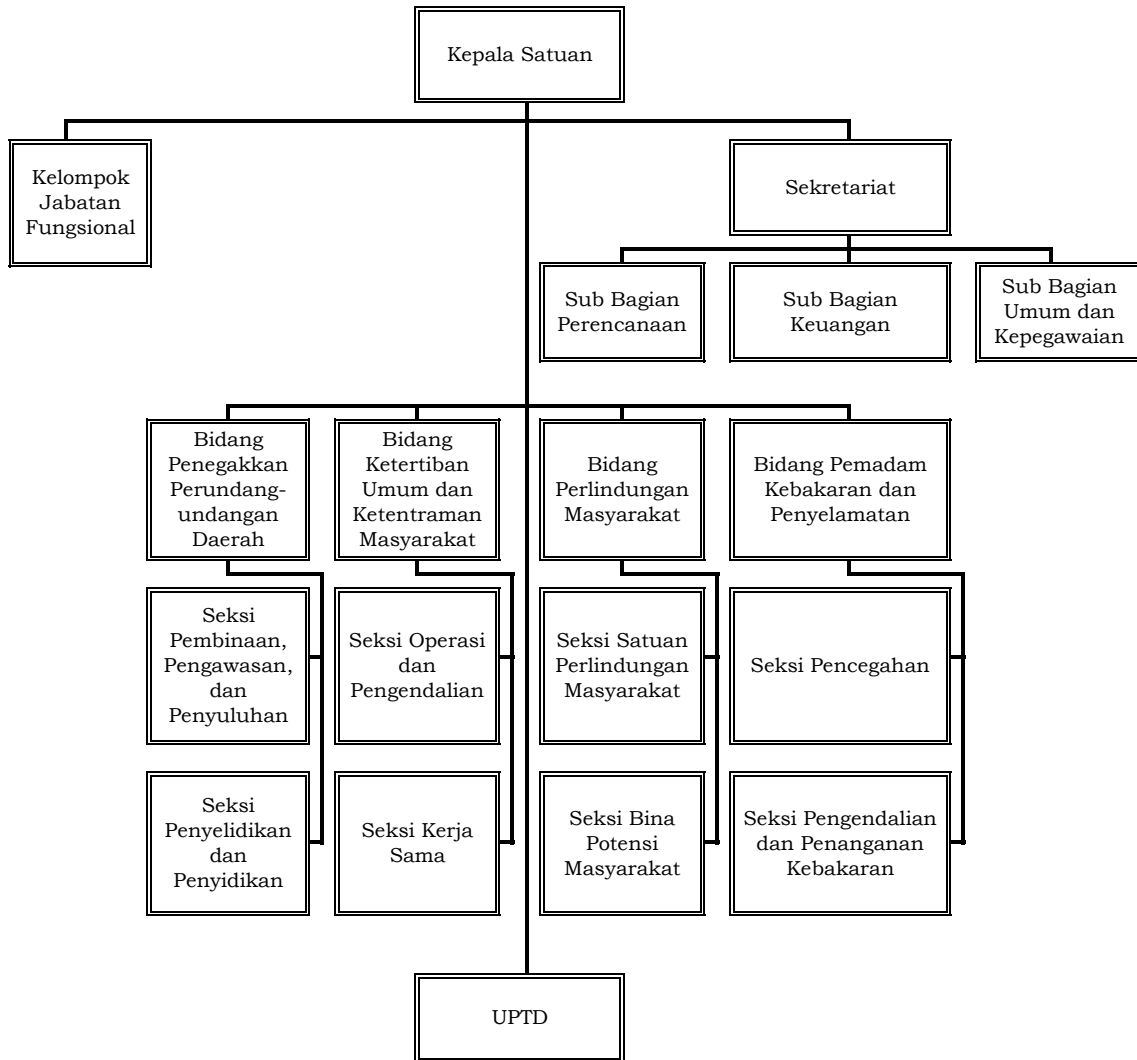 Kepala Satuan
Kelompok
Jabatan
Fungsional
Sekretariat
Sub Bagian
Perencanaan
Sub Bagian
Keuangan
Sub Bagian
Umum dan
Kepegawaian
Bidang
Penegakkan
Perundang-
undangan
Daerah
Bidang
Ketertiban
Umum dan
Ketentraman
Masyarakat
Bidang
Perlindungan
Masyarakat
Bidang Pemadam
Kebakaran dan
Penyelamatan
Seksi
Pembinaan,
Pengawasan,
dan
Penyuluhan
Seksi Operasi
dan
Pengendalian
Seksi Satuan
Perlindungan
Masyarakat
Seksi Pencegahan
Seksi
Penyelidikan
dan
Penyidikan
Seksi Kerja
Sama
Seksi Bina
Potensi
Masyarakat
Seksi Pengendalian
dan Penanganan
Kebakaran
UPTD